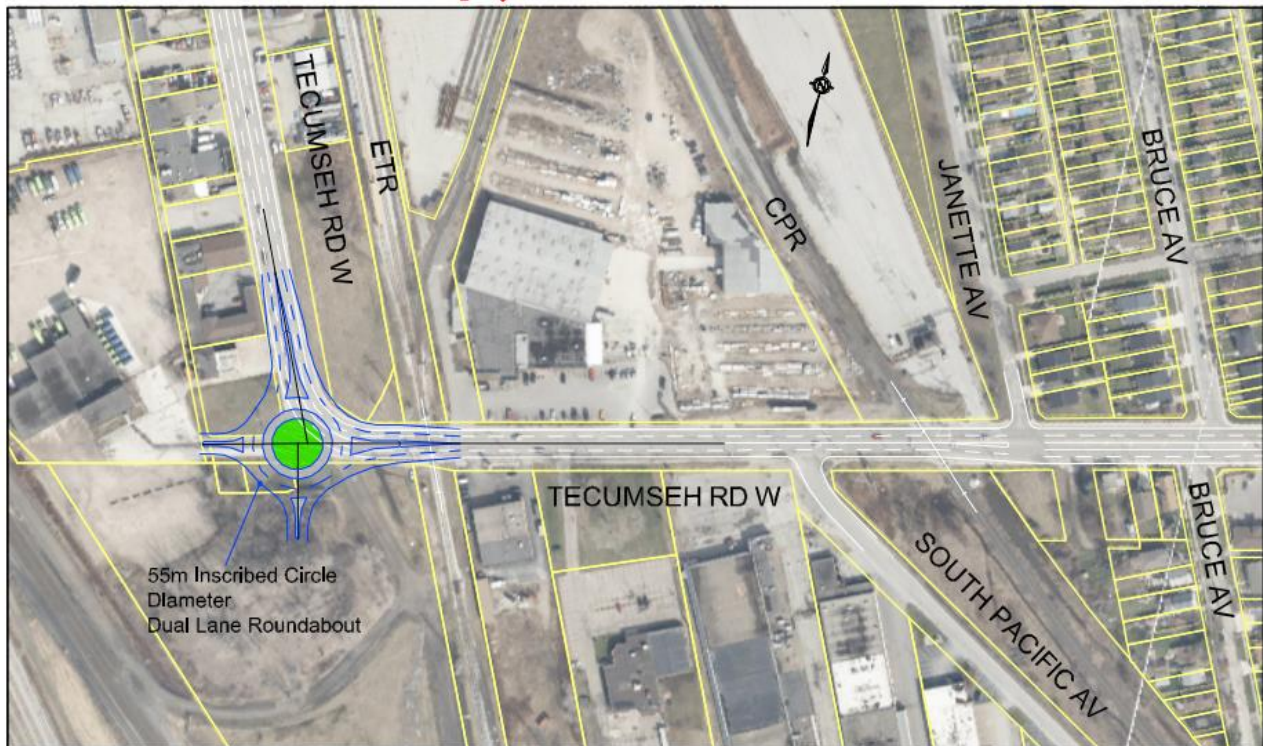 TECUMSEH RD W
ETR
CPR
JANETTE AV
BRUCE AV
TECUMSEH RD W
SOUTH PACIFIC AV
BRUCE AV
55m Inscribed Circle
Diameter
Dual Lane Roundabout